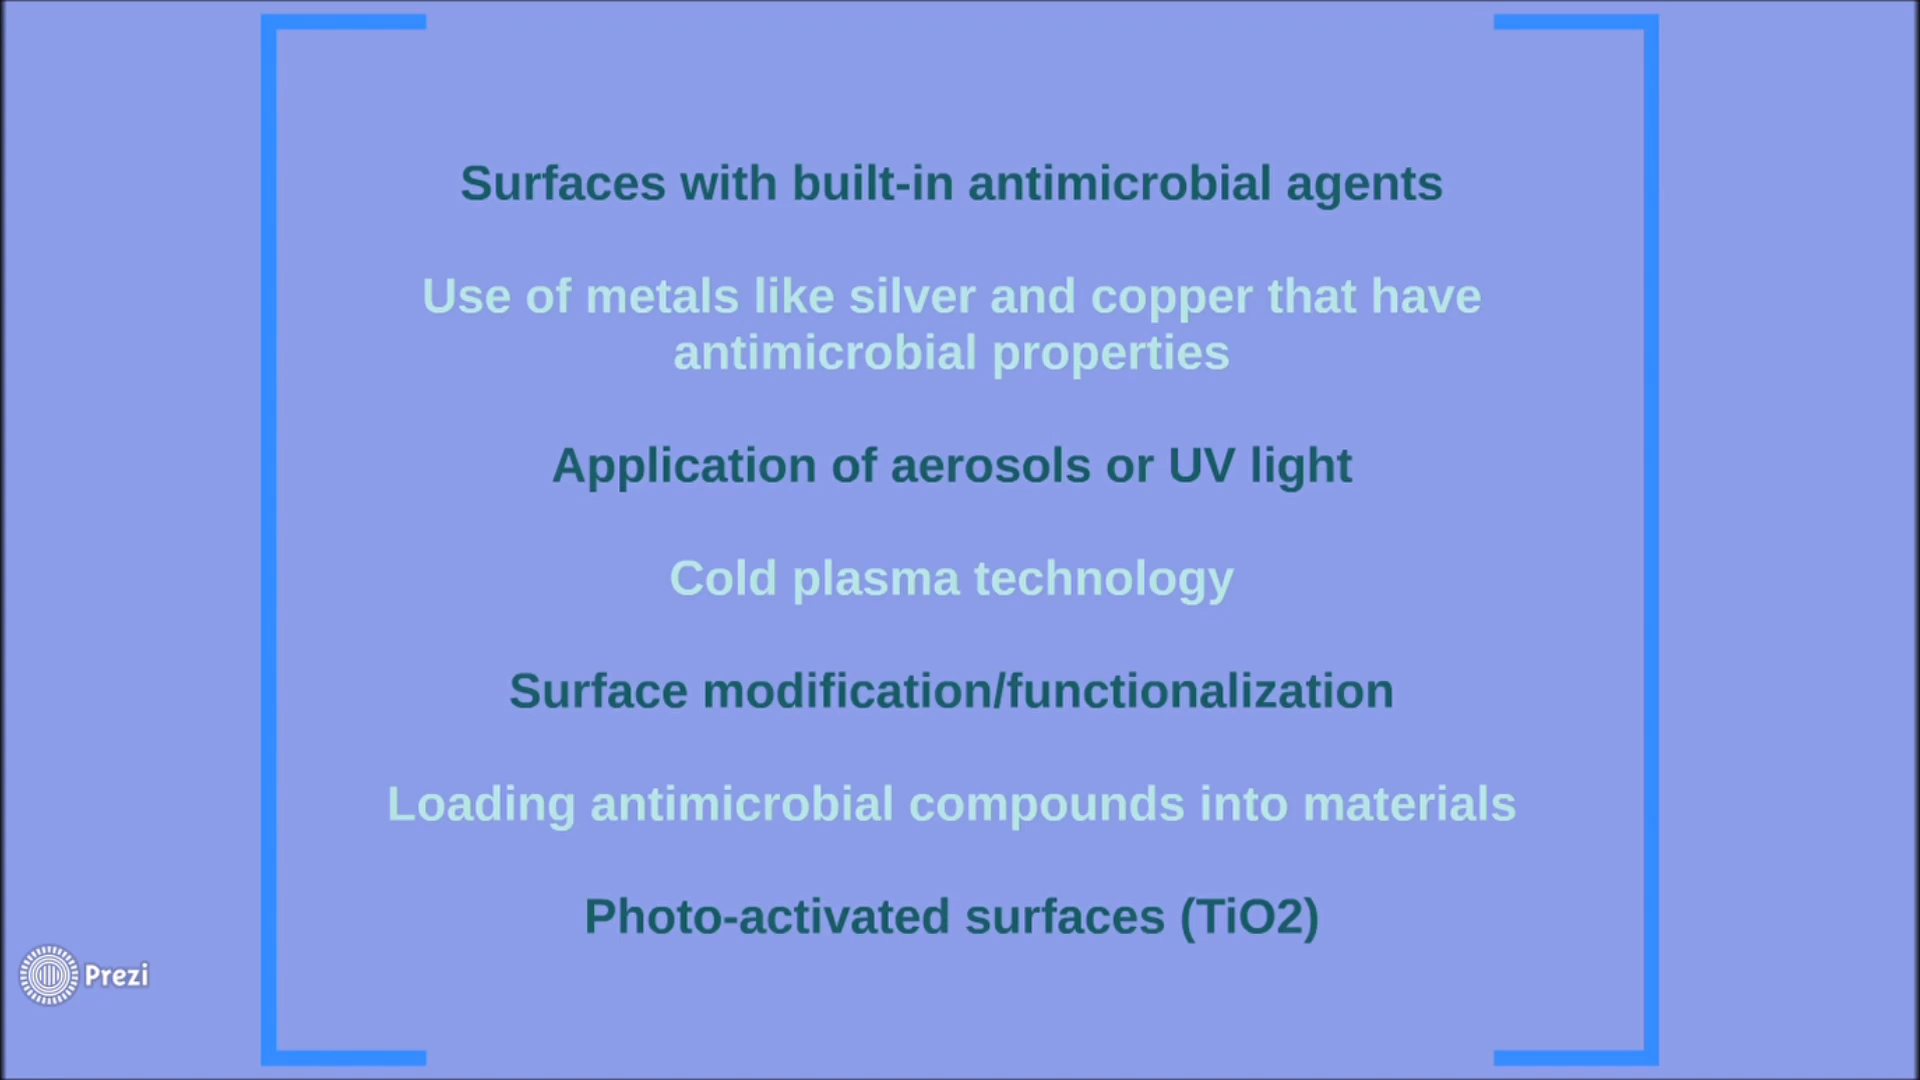 Surfaces with built-in antimicrobial agents
Use of metals like silver and copper that have
antimicrobial properties
Application of aerosols or UV light
Cold plasma technology
Surface modification/functionalization
Loading antimicrobial compounds into materials
Photo-activated surfaces (TiO2)
Prezi